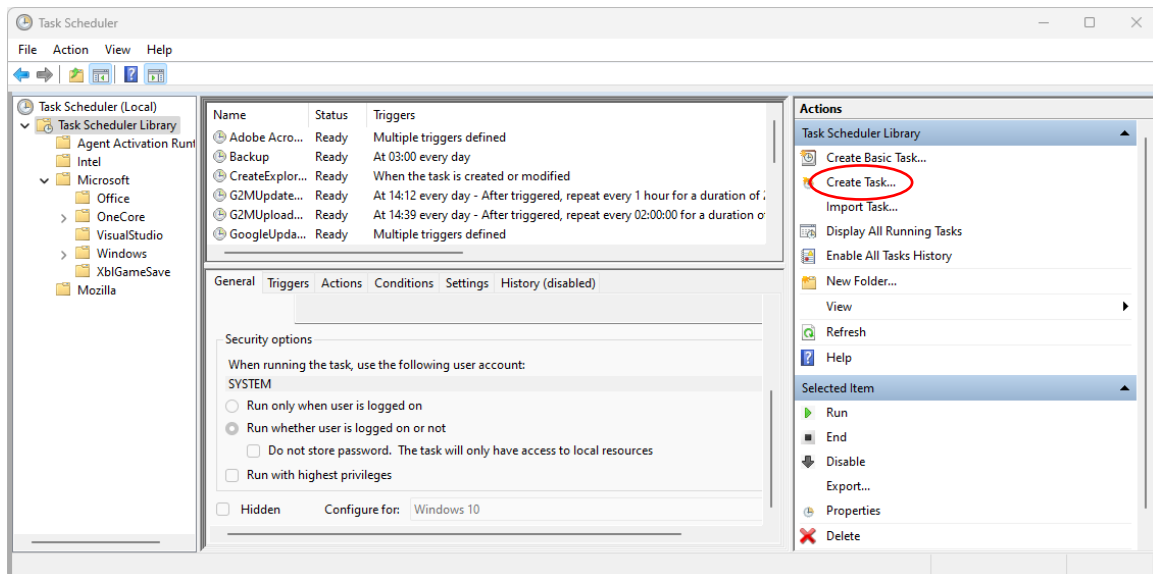 Task Scheduler
File Action View Help
Task Scheduler (Local)
Task Scheduler Library
Agent Activation Runt
Intel
Microsoft
Office
OneCore
VisualStudio
Windows
XblGameSave
Mozilla
Name Status Triggers
Adobe Acro... Ready Multiple triggers defined
Backup Ready At 03:00 every day
CreateExplor... Ready When the task is created or modified
G2MUpdate... Ready At 14:12 every day - After triggered, repeat every 1 hour for a duration of
G2MUpload... Ready At 14:39 every day - After triggered, repeat every 02:00:00 for a duration o
GoogleUpda... Ready Multiple triggers defined
General Triggers Actions Conditions Settings History (disabled)
Security options
When running the task, use the following user account:
SYSTEM
Run only when user is logged on
Run whether user is logged on or not
Do not store password. The task will only have access to local resources
Run with highest privileges
Hidden Configure for: Windows 10
Actions
Task Scheduler Library
Create Basic Task...
Create Task...
Import Task...
Display All Running Tasks
Enable All Tasks History
New Folder...
View
Refresh
Help
Selected Item
Run
End
Disable
Export...
Properties
Delete